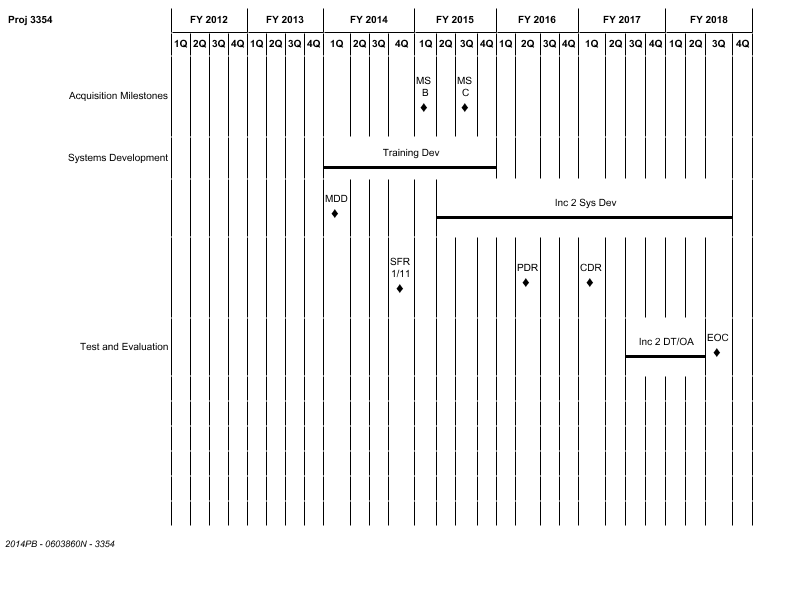 Proj 3354
FY 2012 FY 2013 FY 2014 FY 2015 FY 2016 FY 2017 FY 2018
1Q 2Q 3Q 4Q 1Q 2Q 3Q 4Q 1Q 2Q 3Q 4Q 1Q 2Q 3Q 4Q 1Q 2Q 3Q 4Q 1Q 2Q 3Q 4Q 1Q 2Q 3Q 4Q
Acquisition Milestones
MS
B
MS
C
Systems Development
Training Dev
MDD
Inc 2 Sys Dev
SFR
1/11
PDR
CDR
Test and Evaluation
Inc 2 DT/OA
EOC
2014PB - 0603860N - 3354